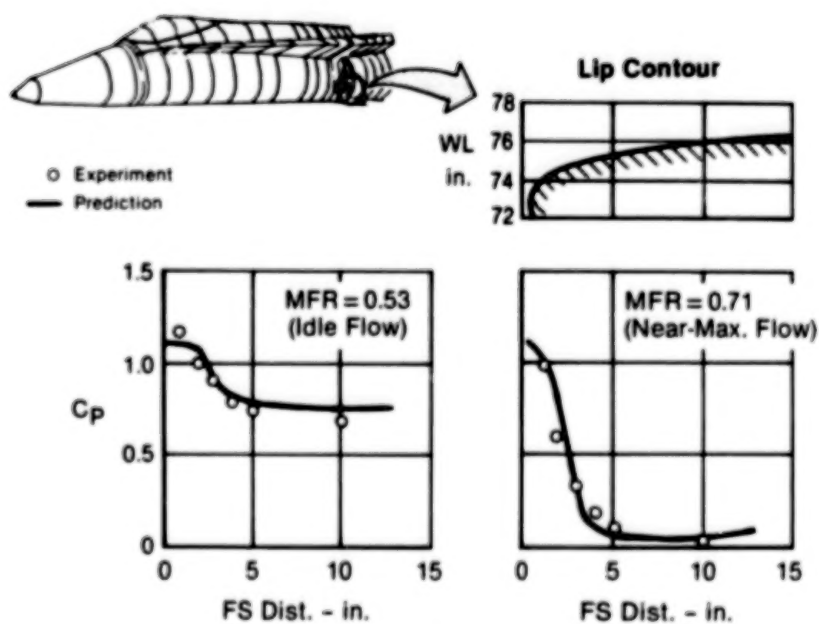 Lip Contour
78
76
74
72
WL
in.
Experiment
Prediction
1.5
1.0
0.5
0
CP
MFR = 0.53
(Idle Flow)
0
5
10
15
FS Dist. - in.
MFR = 0.71
(Near-Max. Flow)
0
5
10
15
FS Dist. - in.